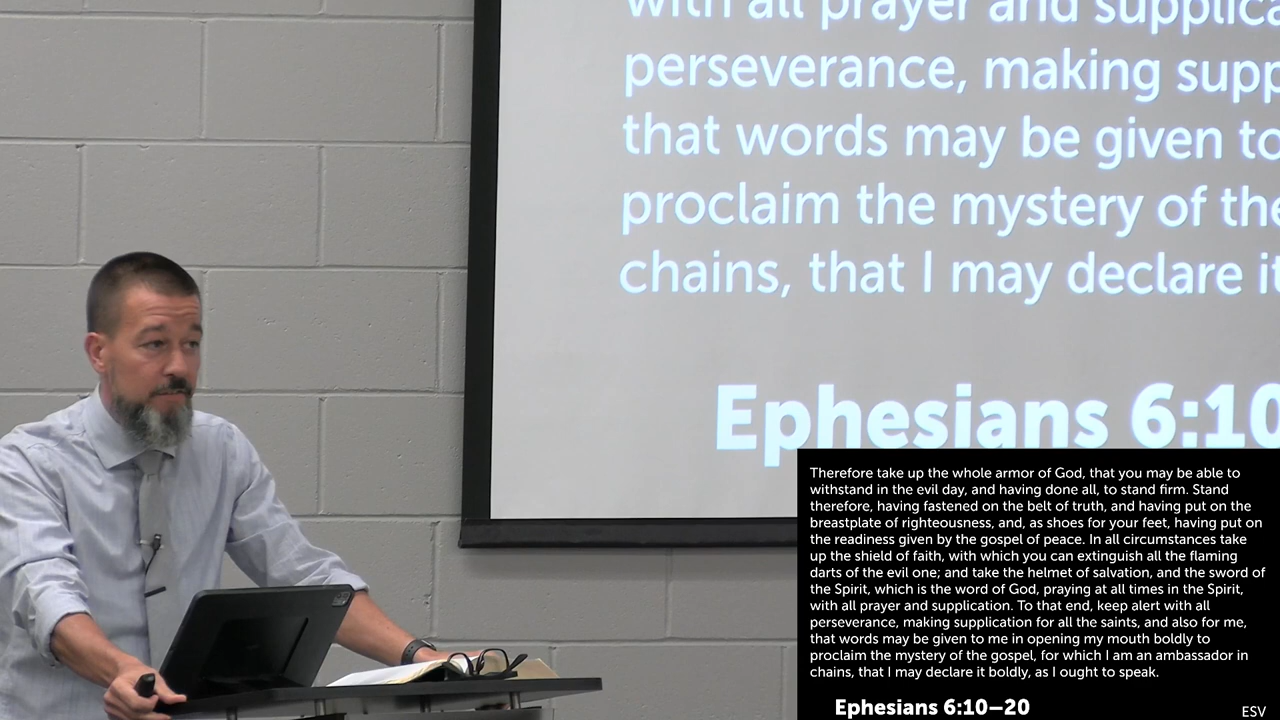 with all prayer and supplica
perseverance, making supp
that words may be given to
proclaim the mystery of the
chains, that I may declare it
Ephesians 6:10
Therefore take up the whole armor of God, that you may be able to
withstand in the evil day, and having done all, to stand firm. Stand
therefore, having fastened on the belt of truth, and having put on the
breastplate of righteousness, and, as shoes for your feet, having put on
the readiness given by the gospel of peace. In all circumstances take
up the shield of faith, with which you can extinguish all the flaming
darts of the evil one; and take the helmet of salvation, and the sword of
the Spirit, which is the word of God, praying at all times in the Spirit,
with all prayer and supplication. To that end, keep alert with all
perseverance, making supplication for all the saints, and also for me,
that words may be given to me in opening my mouth boldly to
proclaim the mystery of the gospel, for which I am an ambassador in
chains, that I may declare it boldly, as I ought to speak.
Ephesians 6:10–20
ESV